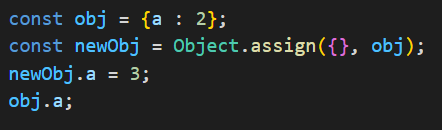 const obj = {a : 2};
const newObj = Object.assign({}, obj);
newObj.a = 3;
obj.a;